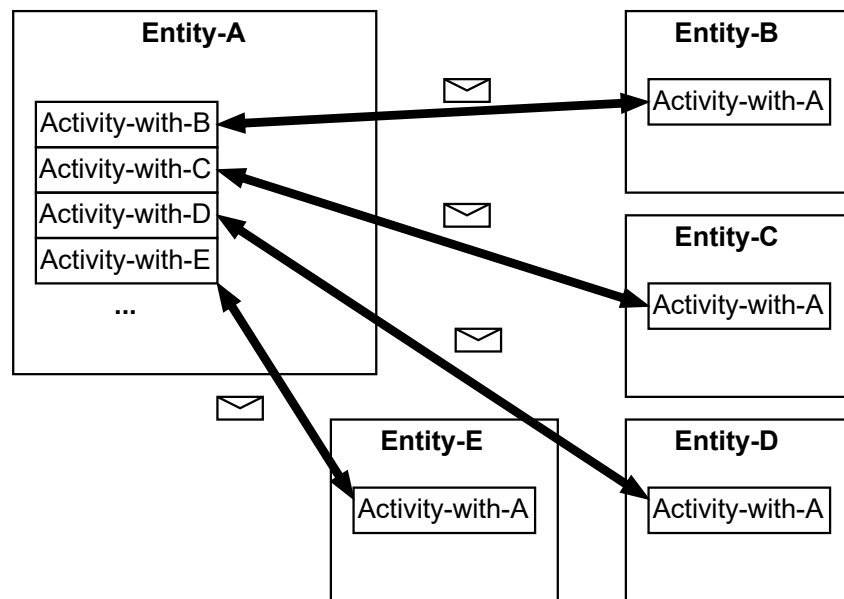 Entity-A
Activity-with-B
Activity-with-C
Activity-with-D
Activity-with-E
...
Entity-B
Activity-with-A
Entity-C
Activity-with-A
Entity-E
Activity-with-A
Entity-D
Activity-with-A